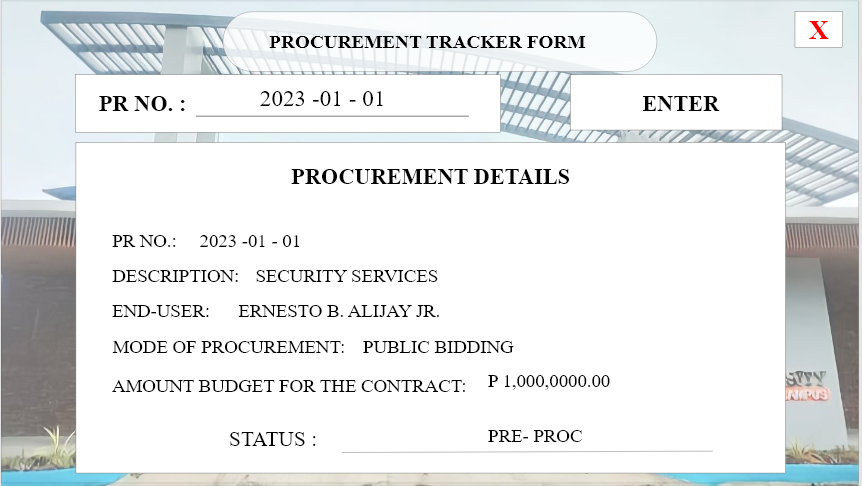 PROCUREMENT TRACKER FORM
X
PR NO. : 2023 -01 - 01
ENTER
PROCUREMENT DETAILS
PR NO.: 2023 -01 - 01
DESCRIPTION: SECURITY SERVICES
END-USER: ERNESTO B. ALIJAY JR.
MODE OF PROCUREMENT: PUBLIC BIDDING
AMOUNT BUDGET FOR THE CONTRACT: P 1,000,0000.00
STATUS : PRE- PROC